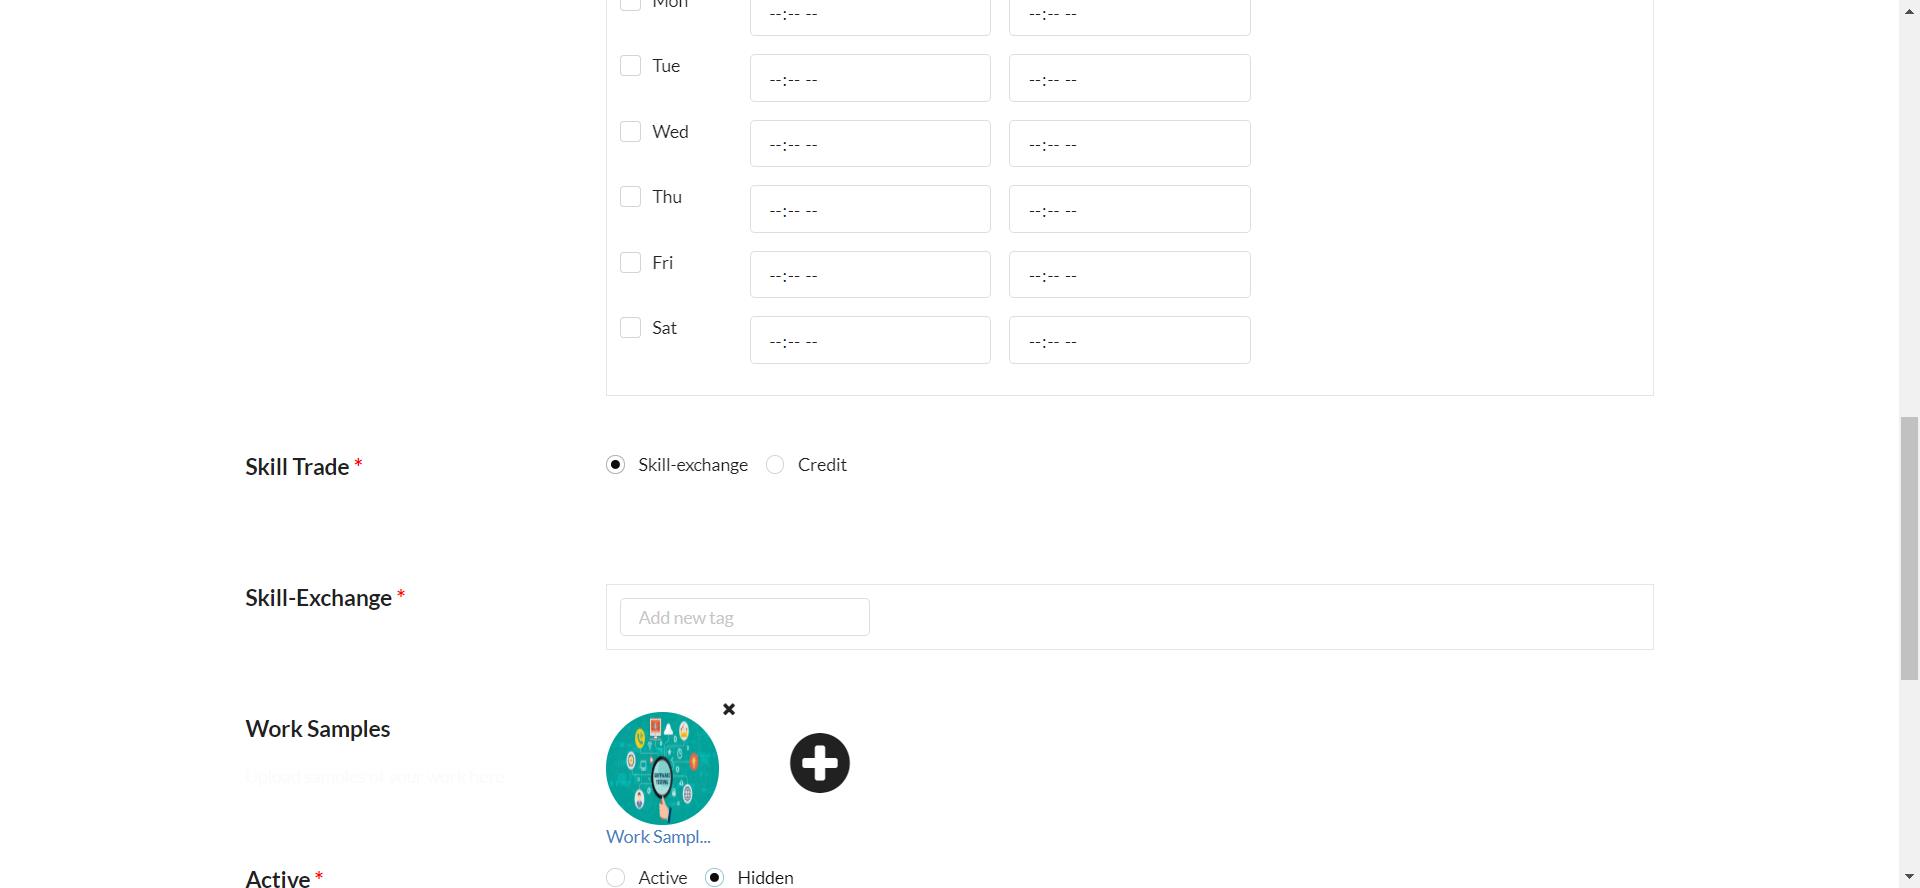 Mon --:-- -- --:-- --
Tue --:-- -- --:-- --
Wed --:-- -- --:-- --
Thu --:-- -- --:-- --
Fri --:-- -- --:-- --
Sat --:-- -- --:-- --
Skill Trade * Skill-exchange Credit
Skill-Exchange * Add new tag
Work Samples
Upload samples of your work here
Work Sampl...
Active * Active Hidden